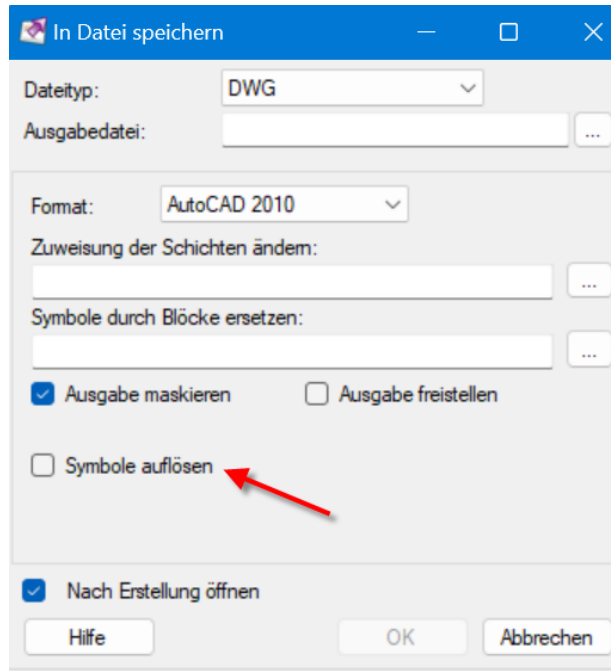 In Datei speichern
Dateityp: DWG
Ausgabedatei: ...
Format: AutoCAD 2010
Zuweisung der Schichten ändern:
...
Symbole durch Blöcke ersetzen:
...
Ausgabe maskieren Ausgabe freistellen
Symbole auflösen
Nach Erstellung öffnen
Hilfe OK Abbrechen